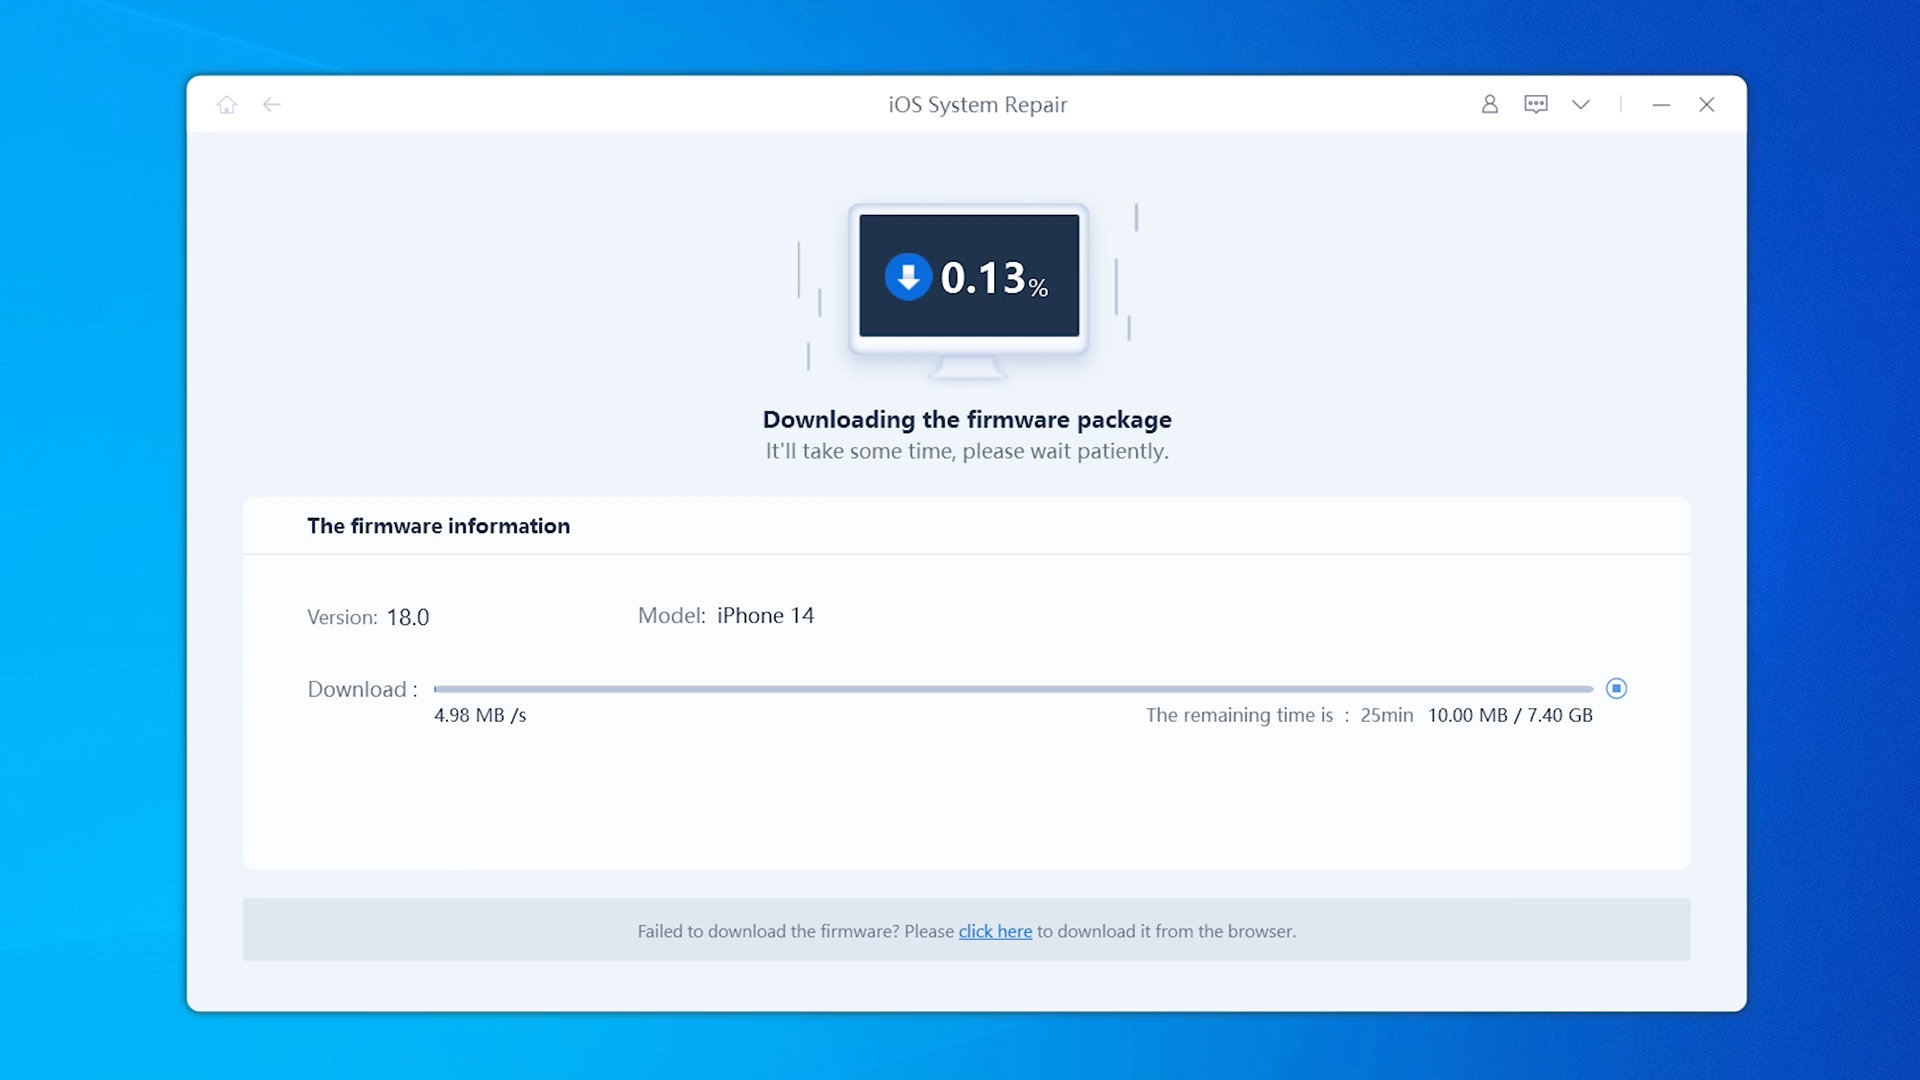 iOS System Repair
0.13%
Downloading the firmware package
It'll take some time, please wait patiently.
The firmware information
Version: 18.0 Model: iPhone 14
Download :
4.98 MB /s The remaining time is : 25min 10.00 MB / 7.40 GB
Failed to download the firmware? Please click here to download it from the browser.